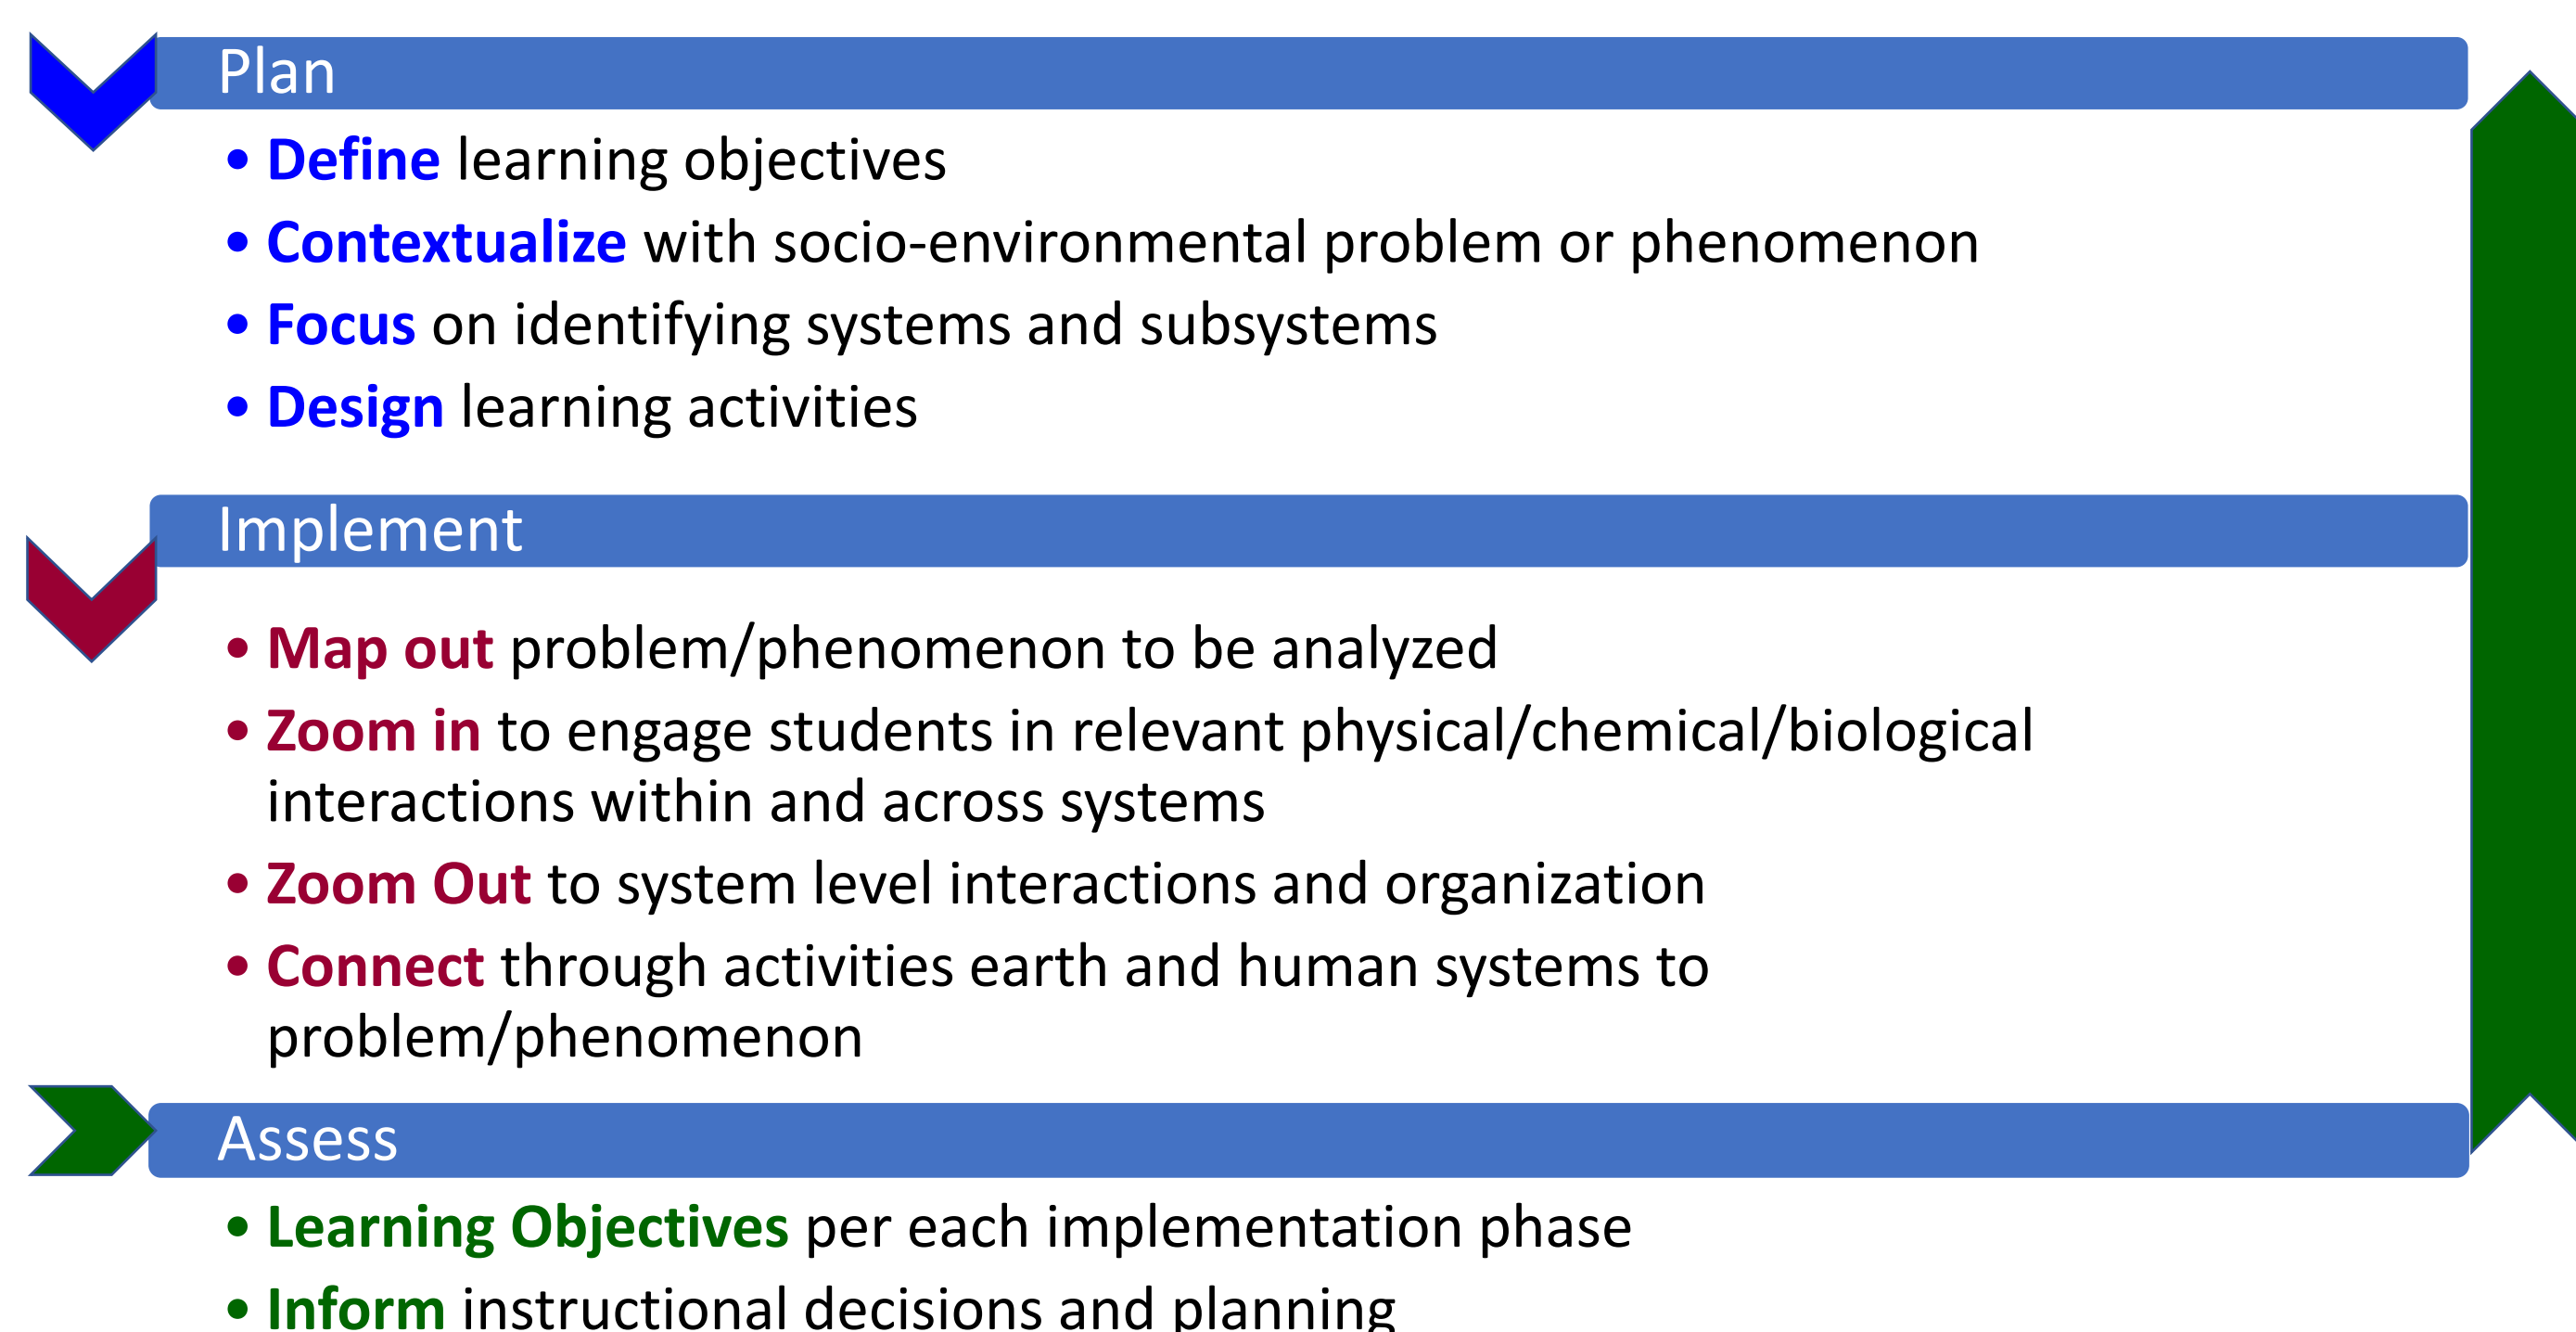 Plan
• Define learning objectives
• Contextualize with socio-environmental problem or phenomenon
• Focus on identifying systems and subsystems
• Design learning activities
Implement
• Map out problem/phenomenon to be analyzed
• Zoom in to engage students in relevant physical/chemical/biological
interactions within and across systems
• Zoom Out to system level interactions and organization
• Connect through activities earth and human systems to
problem/phenomenon
Assess
• Learning Objectives per each implementation phase
• Inform instructional decisions and planning